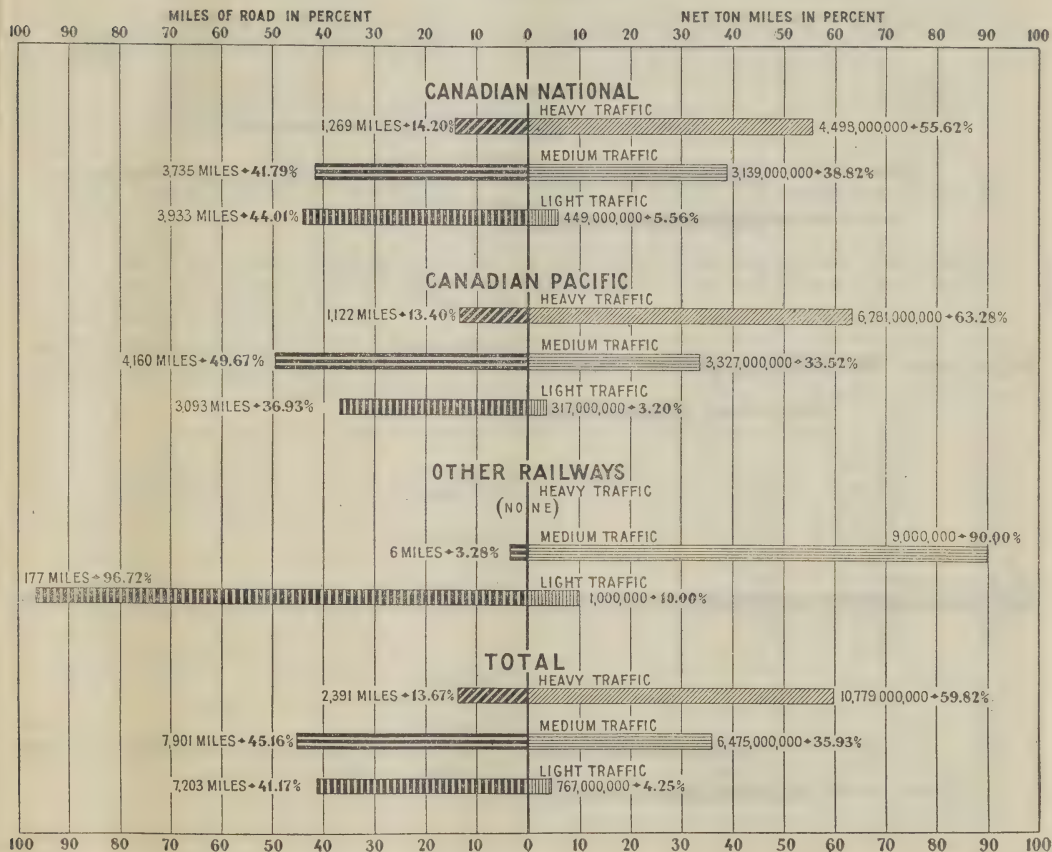 MILES OF ROAD IN PERCENT NET TON MILES IN PERCENT
100 90 80 70 60 50 40 30 20 10 0 10 20 30 40 50 60 70 80 90 100
CANADIAN NATIONAL
HEAVY TRAFFIC
1,269 MILES+14.20% 4,498,000,000+55.62%
MEDIUM TRAFFIC
3,735 MILES+41.79% 3,139,000,000+38.82%
LIGHT TRAFFIC
3,933 MILES+44.01% 449,000,000+5.56%
CANADIAN PACIFIC
HEAVY TRAFFIC
1,122 MILES+13.40% 6,281,000,000+63.28%
MEDIUM TRAFFIC
4,160 MILES+49.67% 3,327,000,000+33.52%
LIGHT TRAFFIC
3,093 MILES+36.93% 317,000,000+3.20%
OTHER RAILWAYS
HEAVY TRAFFIC
(NONE)
MEDIUM TRAFFIC 9,000,000+90.00%
6 MILES+3.28%
177 MILES+96.72%
LIGHT TRAFFIC
1,000,000+10.00%
TOTAL
HEAVY TRAFFIC
2,391 MILES+13.67% 10,779,000,000+59.82%
MEDIUM TRAFFIC
7,901 MILES+45.16% 6,475,000,000+35.93%
LIGHT TRAFFIC
7,203 MILES+41.17% 767,000,000+4.25%
100 90 80 70 60 50 40 30 20 10 0 10 20 30 40 50 60 70 80 90 100